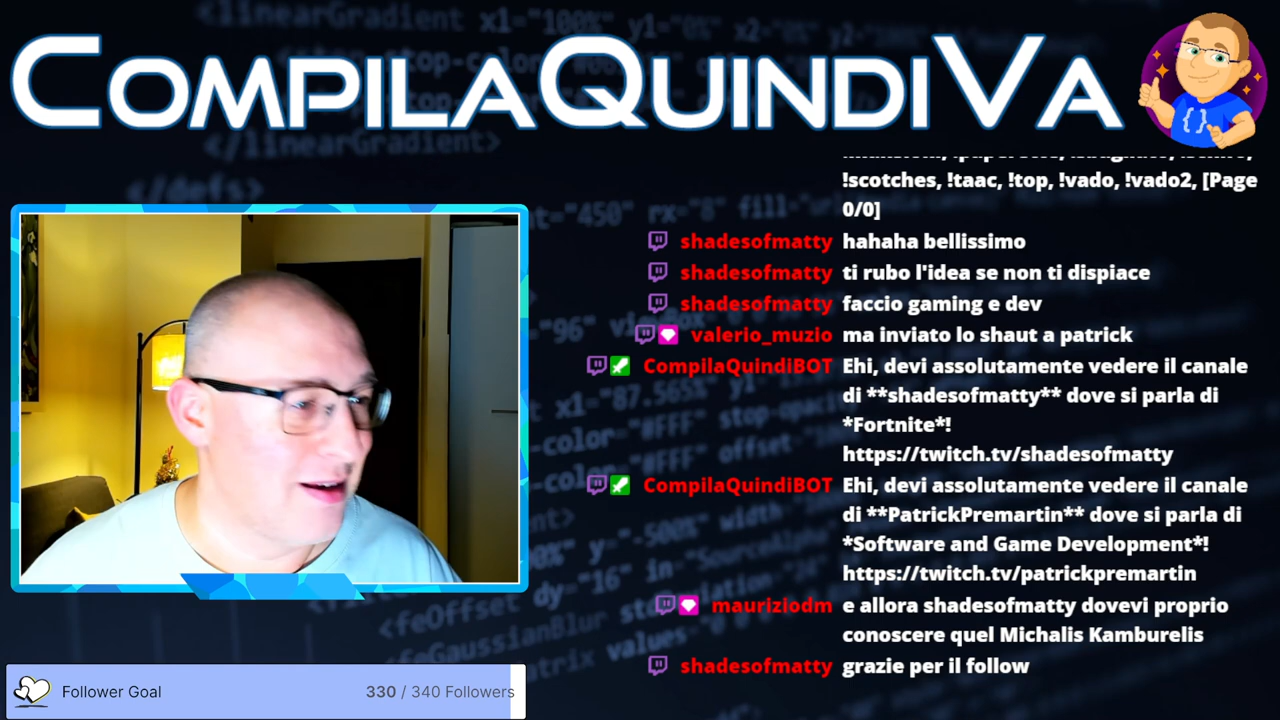 COMPILAQUINDIVA
!scotches, !taac, !top, !vado, !vado2, [Page
0/0]
shadesofmatty hahaha bellissimo
shadesofmatty ti rubo l'idea se non ti dispiace
shadesofmatty faccio gaming e dev
valerio_muzio ma inviato lo shaut a patrick
CompilaQuindiBOT Ehi, devi assolutamente vedere il canale
di **shadesofmatty** dove si parla di
*Fortnite*!
https://twitch.tv/shadesofmatty
CompilaQuindiBOT Ehi, devi assolutamente vedere il canale
di **PatrickPremartin** dove si parla di
*Software and Game Development*!
https://twitch.tv/patrickpremartin
mauriziodm e allora shadesofmatty dovevi proprio
conoscere quel Michalis Kamburelis
shadesofmatty grazie per il follow
Follower Goal 330 / 340 Followers